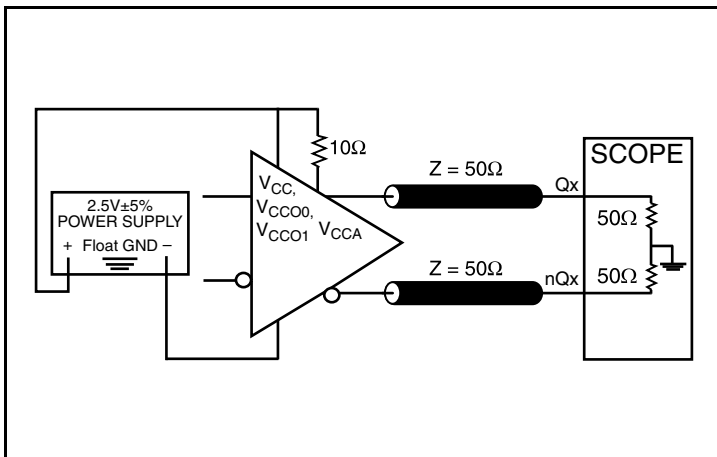 10Ω
SCOPE
Z = 50Ω
Qx
V_CC,
V_CCO0,
V_CCO1 V_CCA
50Ω
2.5V±5%
POWER SUPPLY
+ Float GND −
Z = 50Ω
nQx
50Ω